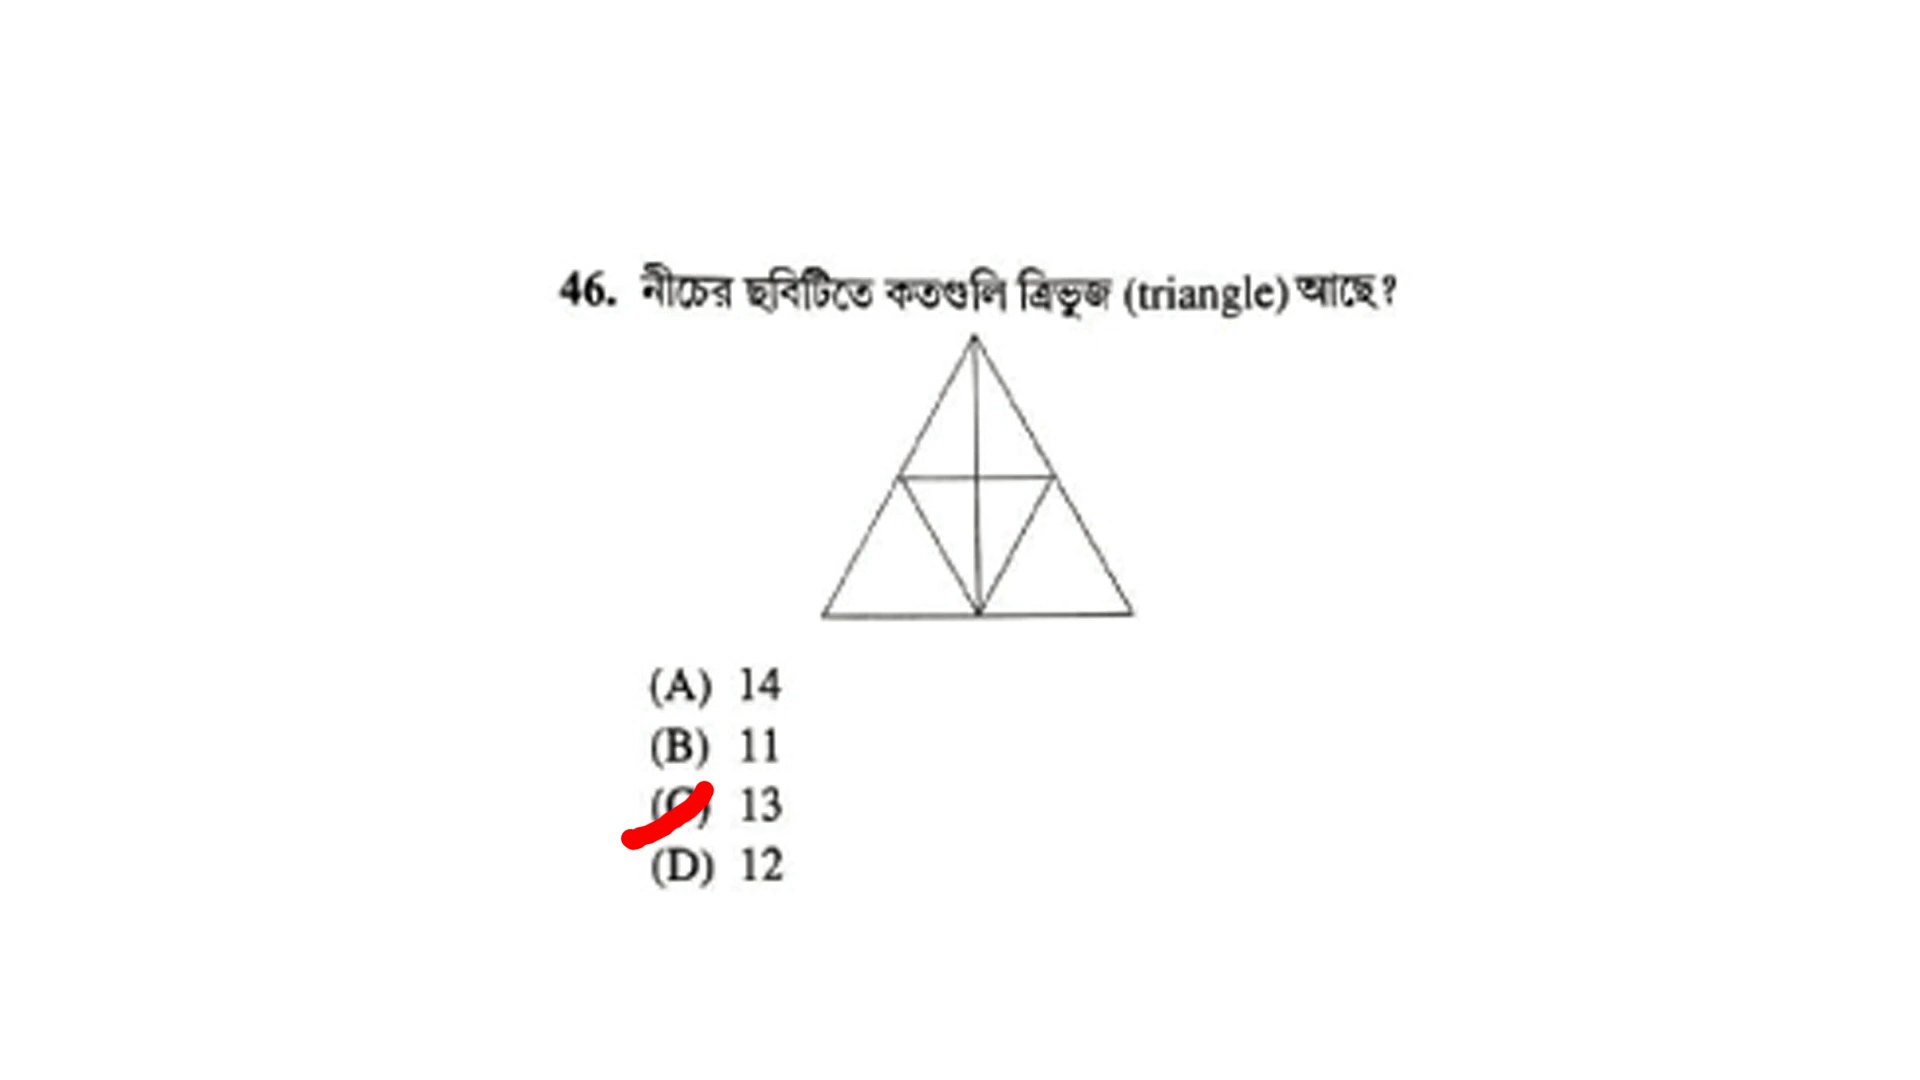 46. নীচের ছবিটিতে কতগুলি ত্রিভুজ (triangle) আছে?
(A) 14
(B) 11
(C) 13
(D) 12